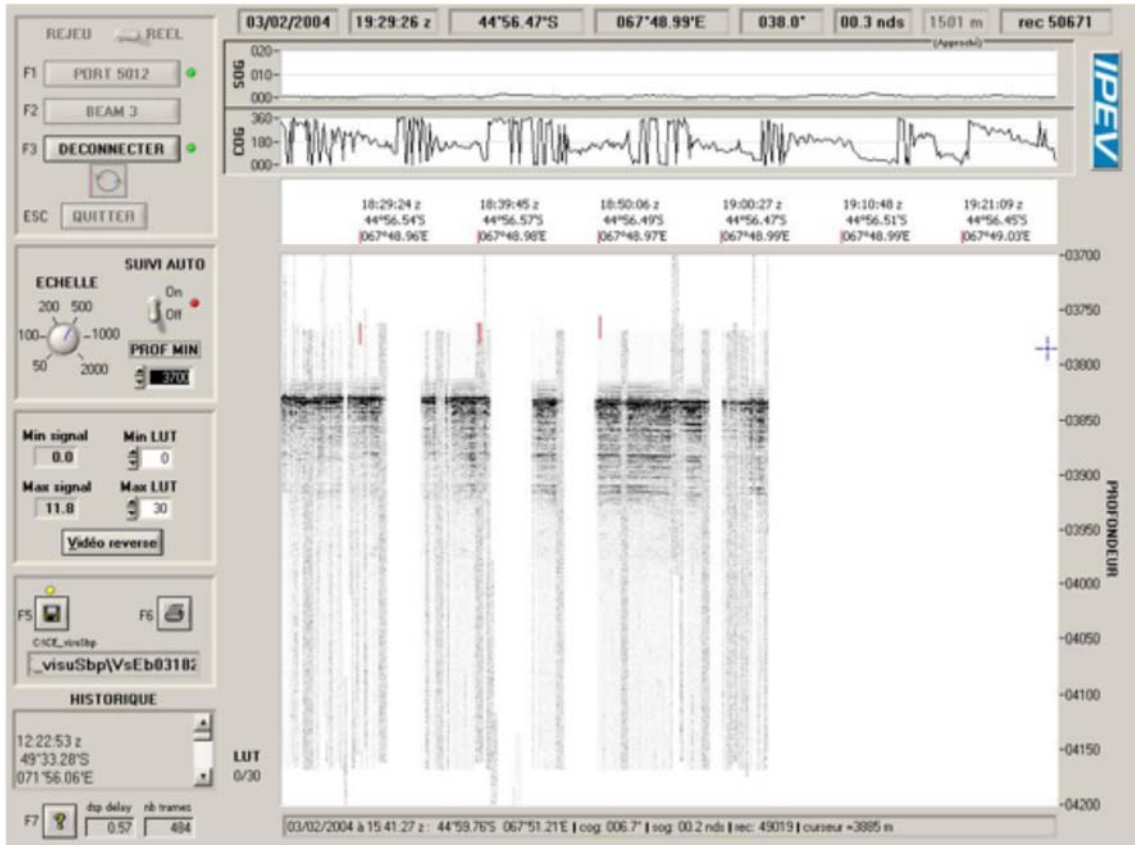 03/02/2004 19:29:26 z 44°56.47'S 067°48.99'E 038.0° 00.3 nds 1501 m rec 50671
(Approché)
REJEU REEL
F1 PORT 5012
F2 BEAM 3
F3 DECONNECTER
ESC QUITTER
SUIVI AUTO
ECHELLE
On
Off
50 100 200 500 1000 2000
PROF MIN
3700
Min signal Min LUT
0.0 0
Max signal Max LUT
11.8 30
Vidéo reverse
F5 F6
_visuSbp\VsEb0318
HISTORIQUE
12:22:53 z
49°33.28'S
071°56.06'E
F7 ? dsp delay nb trames
0.57 484
SOG
020-
010-
000-
COG
360-
180-
000-
18:29:24 z 18:39:45 z 18:50:06 z 19:00:27 z 19:10:48 z 19:21:09 z
44°56.54'S 44°56.57'S 44°56.49'S 44°56.47'S 44°56.51'S 44°56.45'S
067°48.96'E 067°48.98'E 067°48.97'E 067°48.99'E 067°48.99'E 067°49.03'E
LUT
0/30
-03700
-03750
-03800
-03850
-03900
-03950
-04000
-04050
-04100
-04150
-04200
PROFONDEUR
IPEV
03/02/2004 à 15:41:27 z : 44°59.76'S 067°51.21'E | cog: 006.7° | sog: 00.2 nds | rec: 49019 | curseur =3885 m